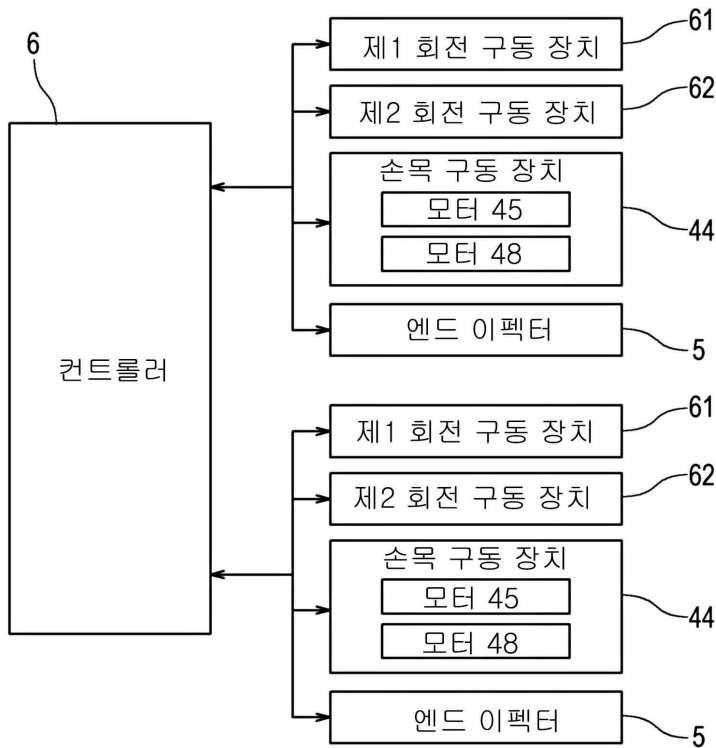 6
컨트롤러
제1 회전 구동 장치
61
제2 회전 구동 장치
62
손목 구동 장치
모터 45
모터 48
44
엔드 이펙터
5
제1 회전 구동 장치
61
제2 회전 구동 장치
62
손목 구동 장치
모터 45
모터 48
44
엔드 이펙터
5